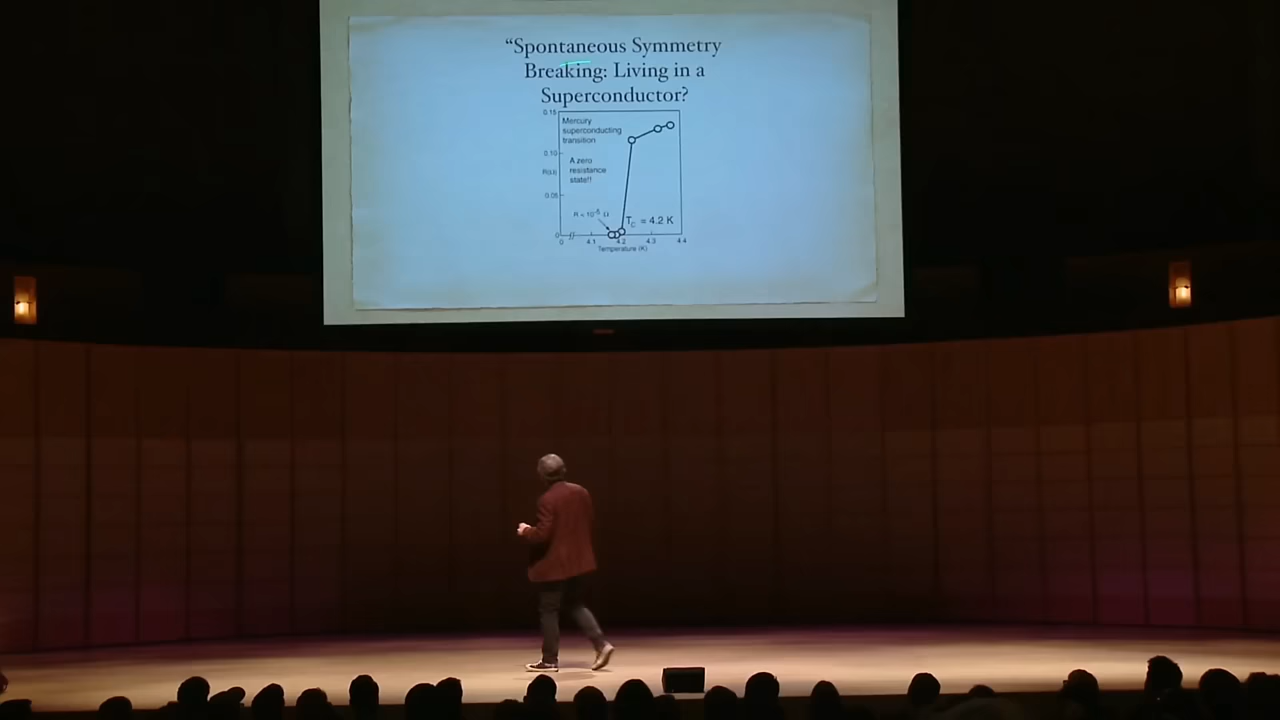 “Spontaneous Symmetry
Breaking: Living in a
Superconductor?
0.15
Mercury
superconducting
transition
0.10
A zero
resistance
state!!
R(Ω)
0.05
R < 10⁻⁵ Ω
T_C = 4.2 K
0
0 4.1 4.2 4.3 4.4
Temperature (K)